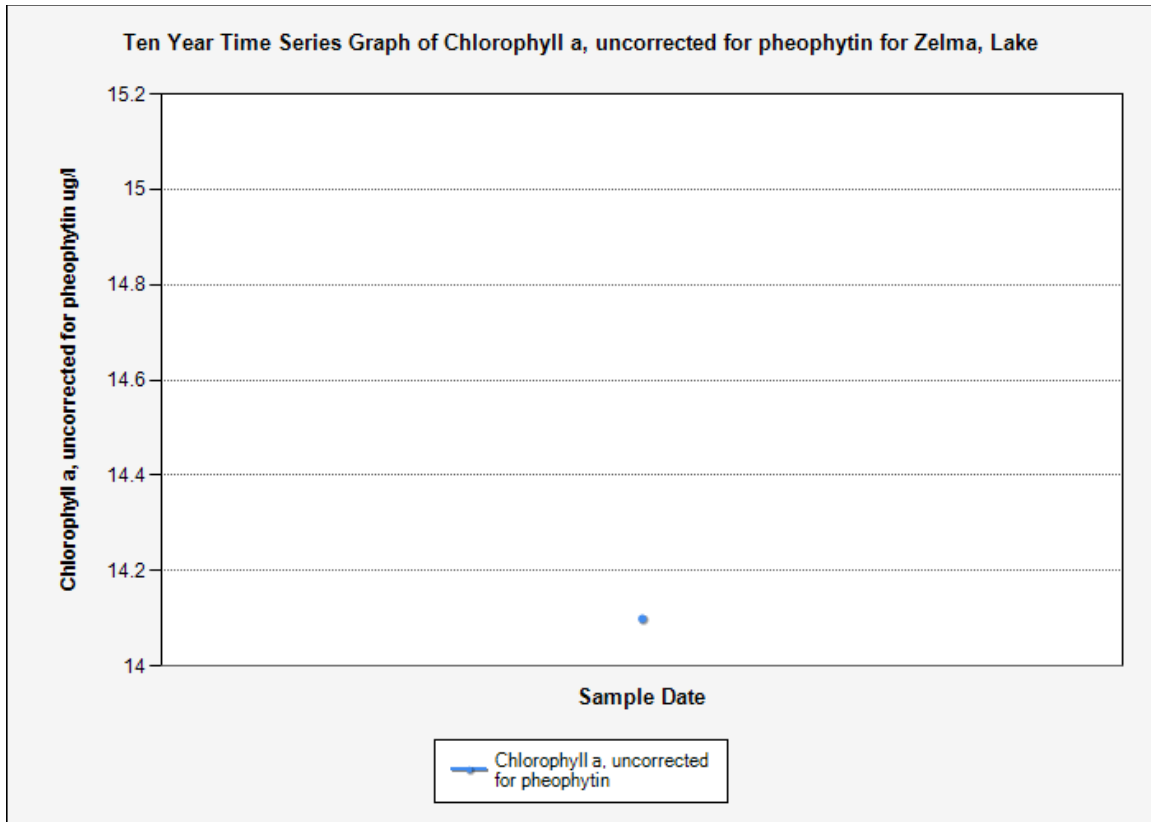 Ten Year Time Series Graph of Chlorophyll a, uncorrected for pheophytin for Zelma, Lake
Chlorophyll a, uncorrected for pheophytin ug/l
15.2
15
14.8
14.6
14.4
14.2
14
Sample Date
Chlorophyll a, uncorrected
for pheophytin